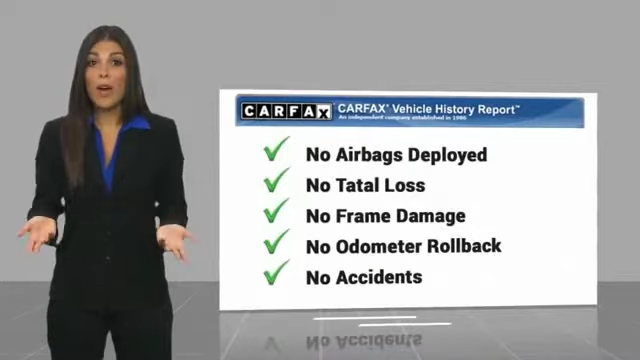 CARFAX CARFAX® Vehicle History Report™
An independent company established in 1986
No Airbags Deployed
No Tatal Loss
No Frame Damage
No Odometer Rollback
No Accidents